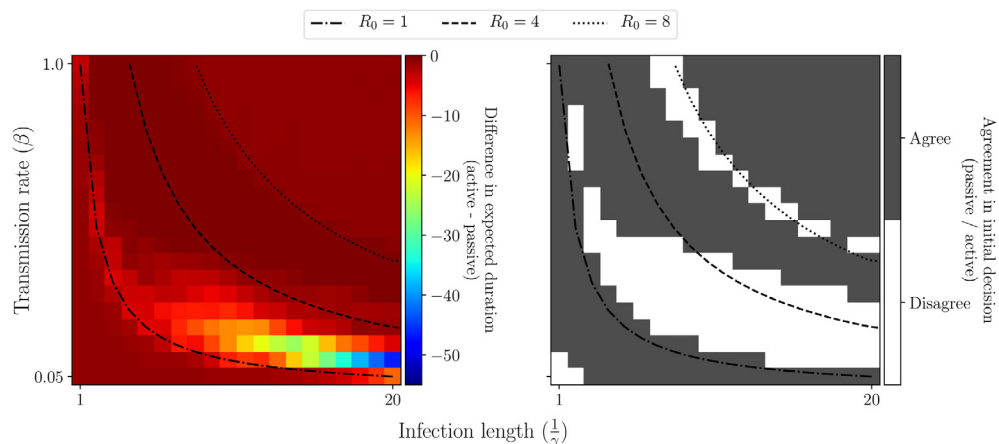 R₀ = 1 R₀ = 4 R₀ = 8
Transmission rate (β)
1.0
0.05
1
20
0
−10
−20
−30
−40
−50
Difference in expected duration
(active - passive)
1
20
Agree
Disagree
Agreement in initial decision
(passive / active)
Infection length (1/γ)